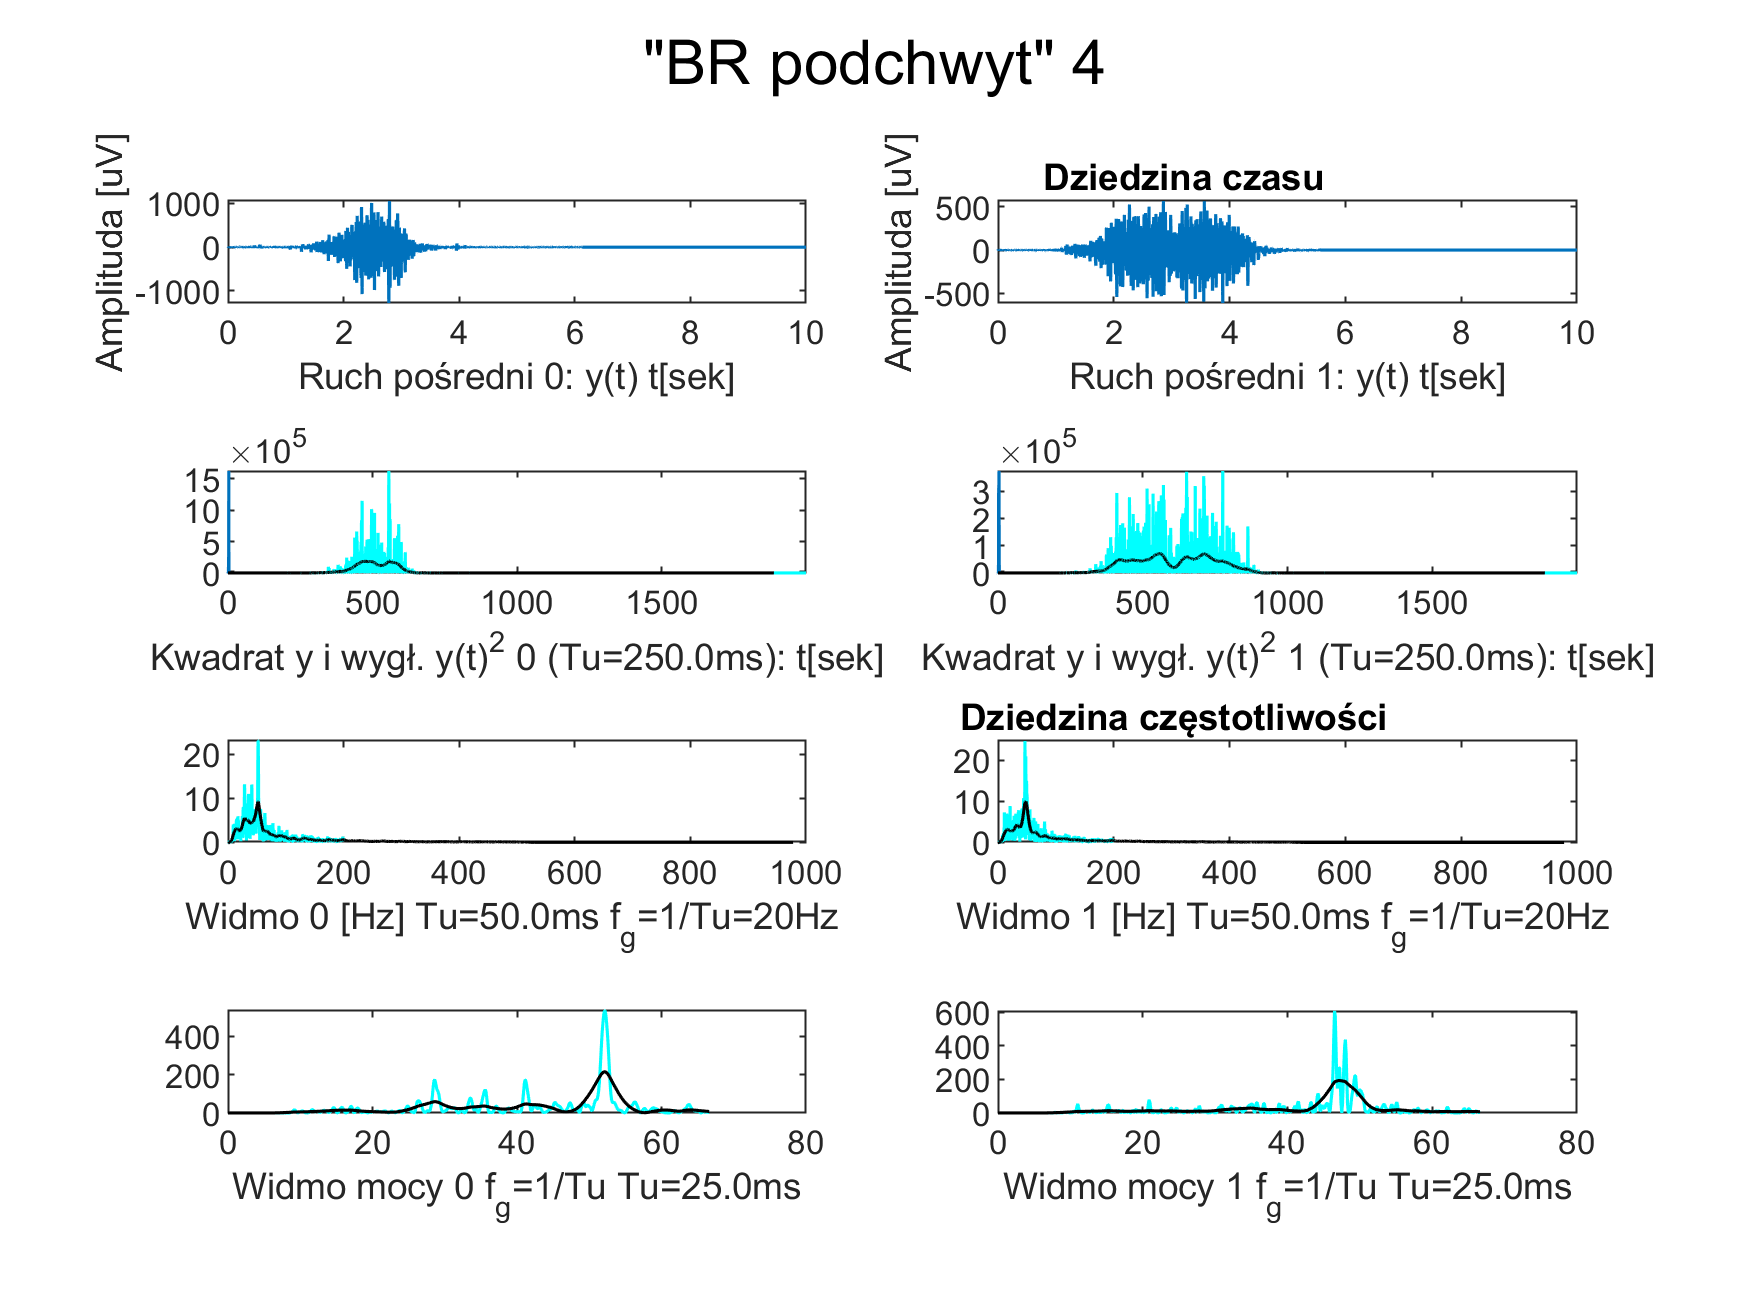 "BR podchwyt" 4
Dziedzina czasu
Amplituda [uV]
1000
0
-1000
0 2 4 6 8 10
Ruch pośredni 0: y(t) t[sek]
Amplituda [uV]
500
0
-500
0 2 4 6 8 10
Ruch pośredni 1: y(t) t[sek]
×10^5
15
10
5
0
0 500 1000 1500
Kwadrat y i wygł. y(t)^2 0 (Tu=250.0ms): t[sek]
×10^5
3
2
1
0
0 500 1000 1500
Kwadrat y i wygł. y(t)^2 1 (Tu=250.0ms): t[sek]
Dziedzina częstotliwości
20
10
0
0 200 400 600 800 1000
Widmo 0 [Hz] Tu=50.0ms f_g=1/Tu=20Hz
20
10
0
0 200 400 600 800 1000
Widmo 1 [Hz] Tu=50.0ms f_g=1/Tu=20Hz
400
200
0
0 20 40 60 80
Widmo mocy 0 f_g=1/Tu Tu=25.0ms
600
400
200
0
0 20 40 60 80
Widmo mocy 1 f_g=1/Tu Tu=25.0ms